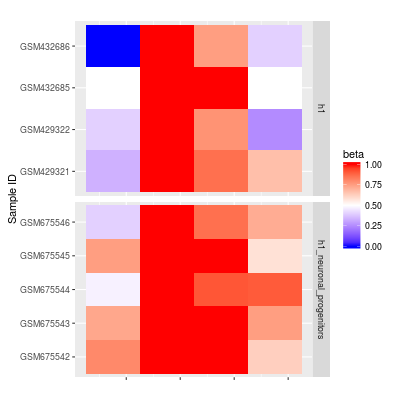 GSM432686
GSM432685
GSM429322
GSM429321
h1
GSM675546
GSM675545
GSM675544
GSM675543
GSM675542
h1_neuronal_progenitors
Sample ID
beta
1.00
0.75
0.50
0.25
0.00